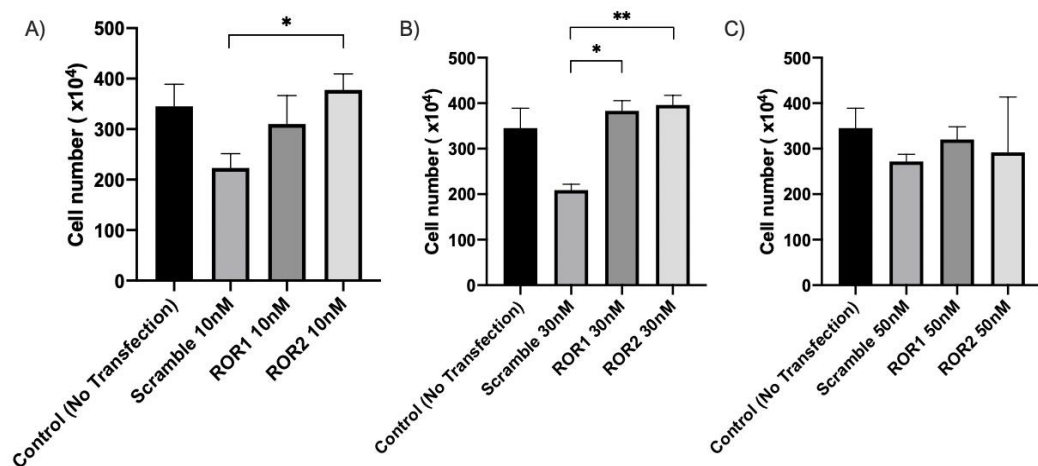 A)
Cell number ( x10⁴)
500
400
300
200
100
0
*
Control (No Transfection)
Scramble 10nM
ROR1 10nM
ROR2 10nM
B)
Cell number ( x10⁴)
500
400
300
200
100
0
**
*
Control (No Transfection)
Scramble 30nM
ROR1 30nM
ROR2 30nM
C)
Cell number ( x10⁴)
500
400
300
200
100
0
Control (No Transfection)
Scramble 50nM
ROR1 50nM
ROR2 50nM